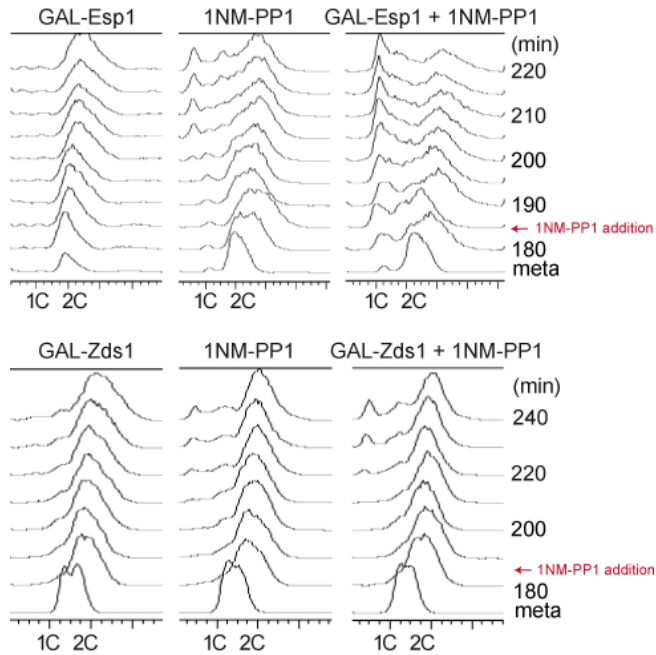 GAL-Esp1 1NM-PP1 GAL-Esp1 + 1NM-PP1
(min)
220
210
200
190
← 1NM-PP1 addition
180
meta
1C 2C 1C 2C 1C 2C
GAL-Zds1 1NM-PP1 GAL-Zds1 + 1NM-PP1
(min)
240
220
200
← 1NM-PP1 addition
180
meta
1C 2C 1C 2C 1C 2C